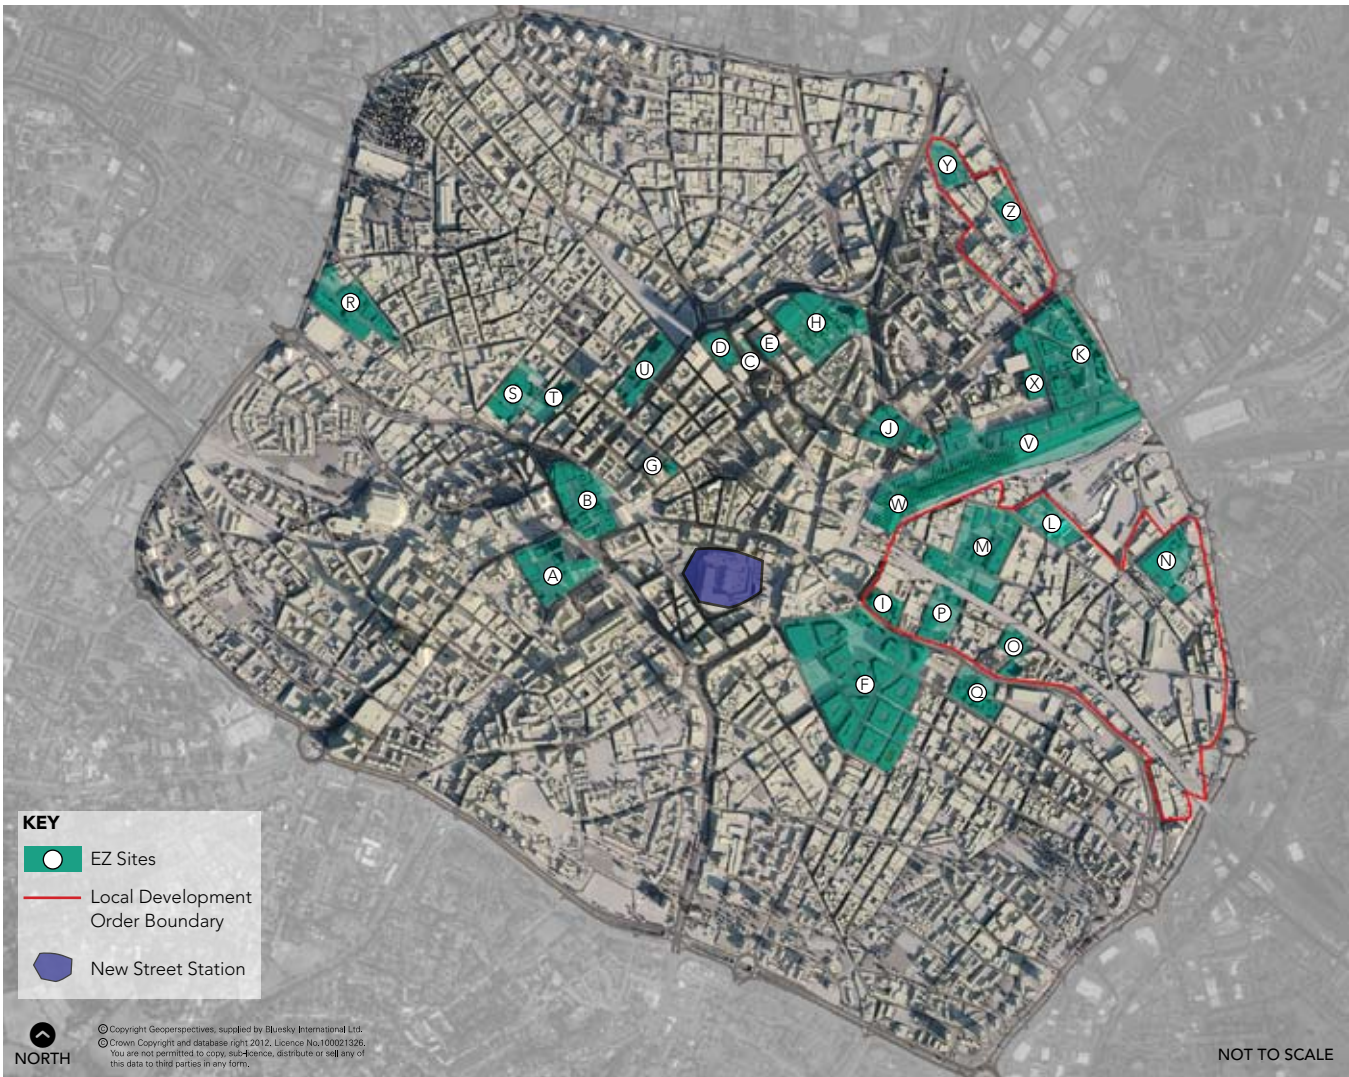 Y
Z
R
H
D
E
C
K
U
X
S
T
J
V
G
B
W
L
M
N
A
I
P
O
F
Q
KEY
EZ Sites
Local Development
Order Boundary
New Street Station
NORTH
© Copyright Geoperspectives, supplied by Bluesky International Ltd.
© Crown Copyright and database right 2012. Licence No.100021326.
You are not permitted to copy, sub-licence, distribute or sell any of
this data to third parties in any form.
NOT TO SCALE